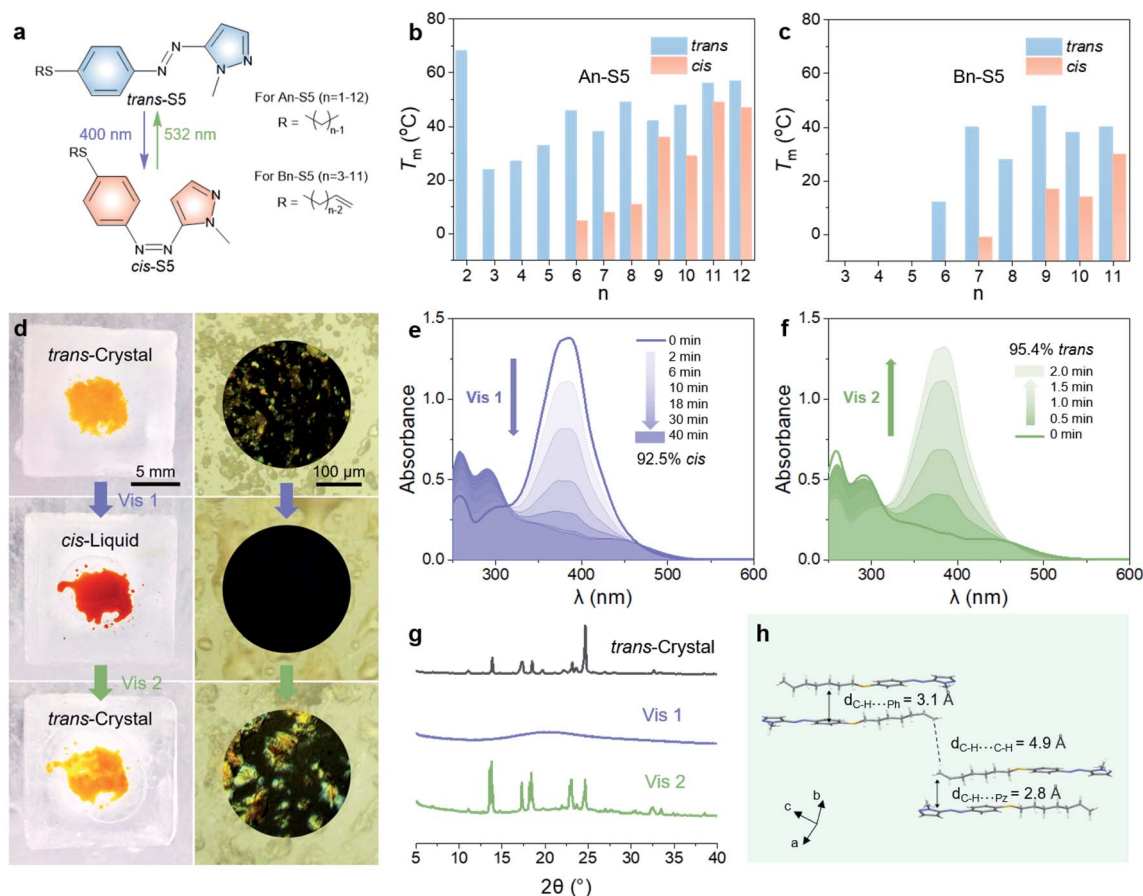 a
RS
N
N
N
N
trans-S5
400 nm
532 nm
RS
N
N
N
N
cis-S5
For An-S5 (n=1-12)
R =
n-1
For Bn-S5 (n=3-11)
R =
n-2
b
An-S5
trans
cis
Tm (oC)
80
60
40
20
0
2 3 4 5 6 7 8 9 10 11 12
n
c
Bn-S5
trans
cis
Tm (oC)
80
60
40
20
0
3 4 5 6 7 8 9 10 11
n
d
trans-Crystal
5 mm
100 μm
Vis 1
cis-Liquid
Vis 2
trans-Crystal
e
Vis 1
0 min
2 min
6 min
10 min
18 min
30 min
40 min
92.5% cis
Absorbance
1.5
1.0
0.5
0.0
300 400 500 600
λ (nm)
f
Vis 2
95.4% trans
2.0 min
1.5 min
1.0 min
0.5 min
0 min
Absorbance
1.5
1.0
0.5
0.0
300 400 500 600
λ (nm)
g
trans-Crystal
Vis 1
Vis 2
5 10 15 20 25 30 35 40
2θ (°)
h
dC-H···Ph = 3.1 Å
dC-H···C-H = 4.9 Å
dC-H···Pz = 2.8 Å
b
c
a